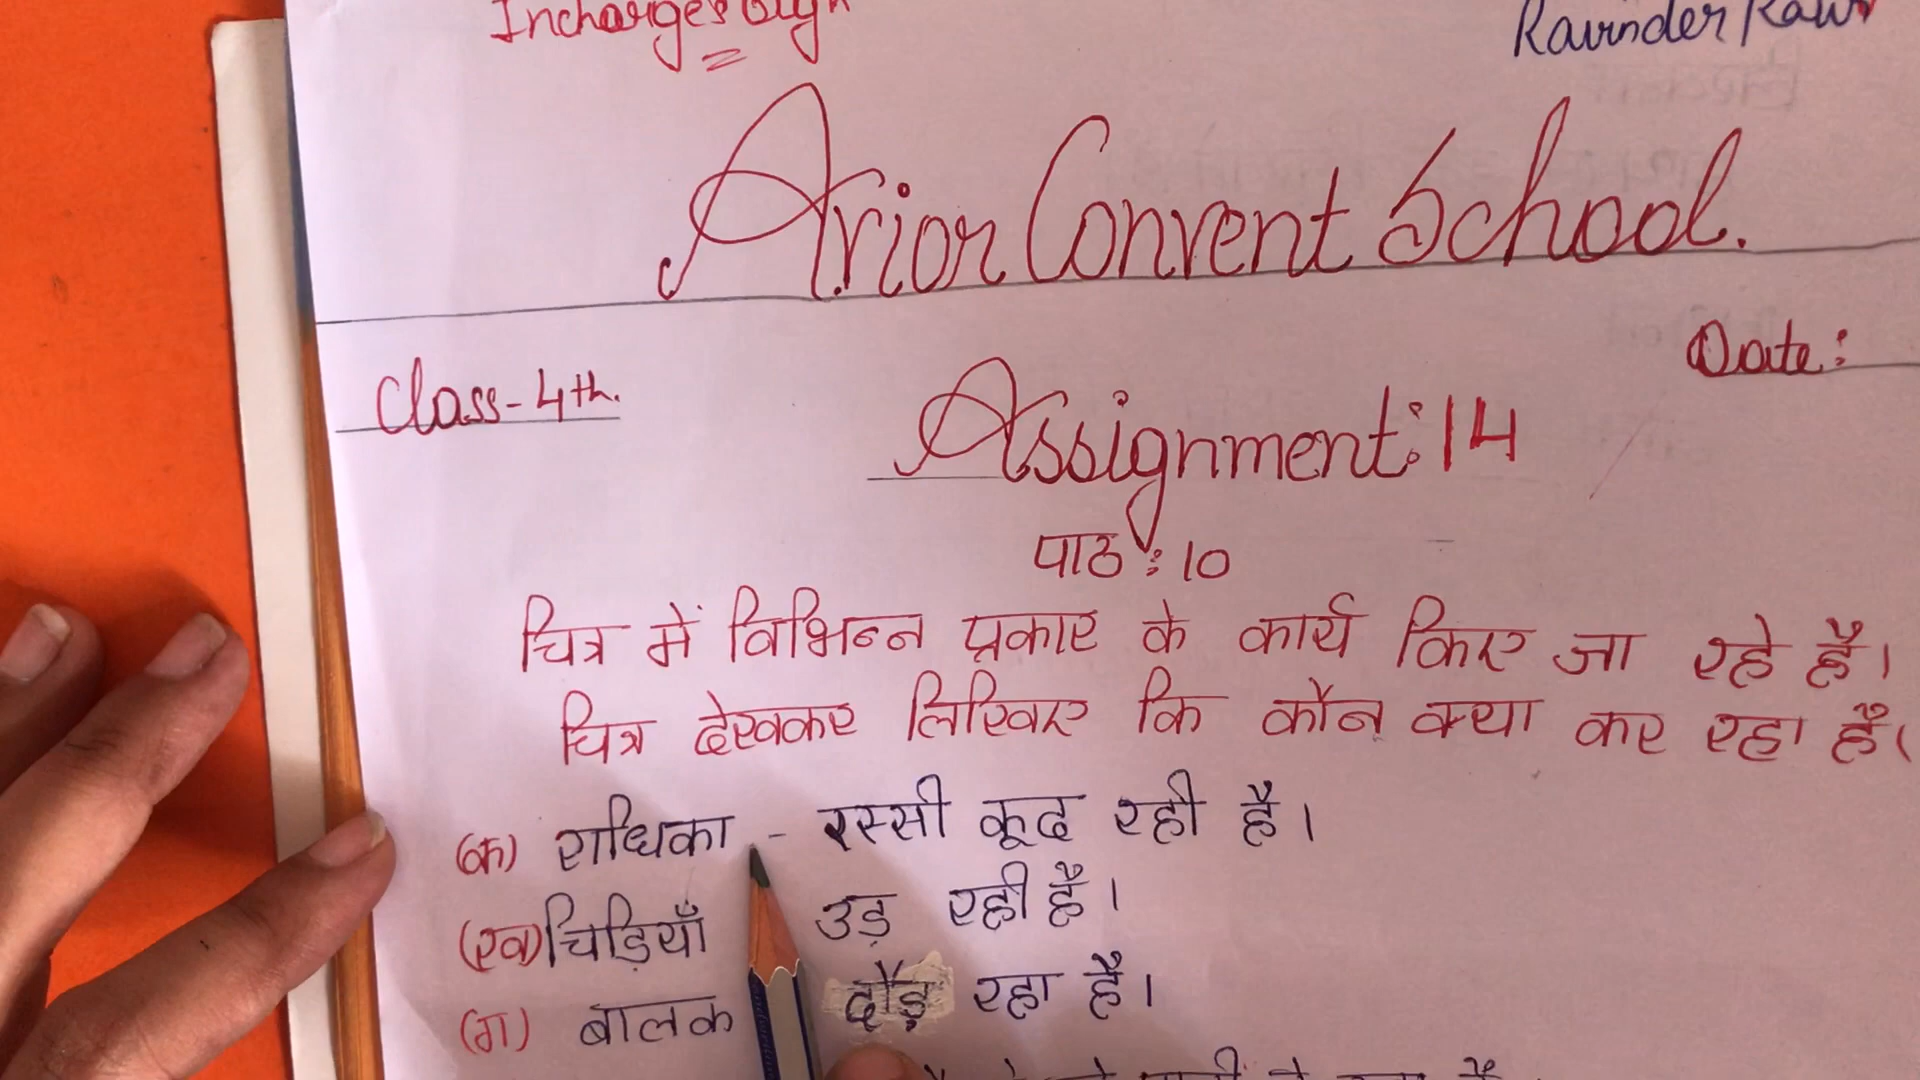 Incharge's Sign
Ravinder Kaur
Arior Convent School.
Date:
Class-4th.
Assignment:14
पाठ : 10
चित्र में विभिन्न प्रकार के कार्य किए जा रहे है।
चित्र देखकर लिखिए कि कौन क्या कर रहा है।
(क) राधिका - रस्सी कूद रही है।
(ख) चिड़ियाँ उड़ रही है।
(ग) बालक दौड़ रहा है।